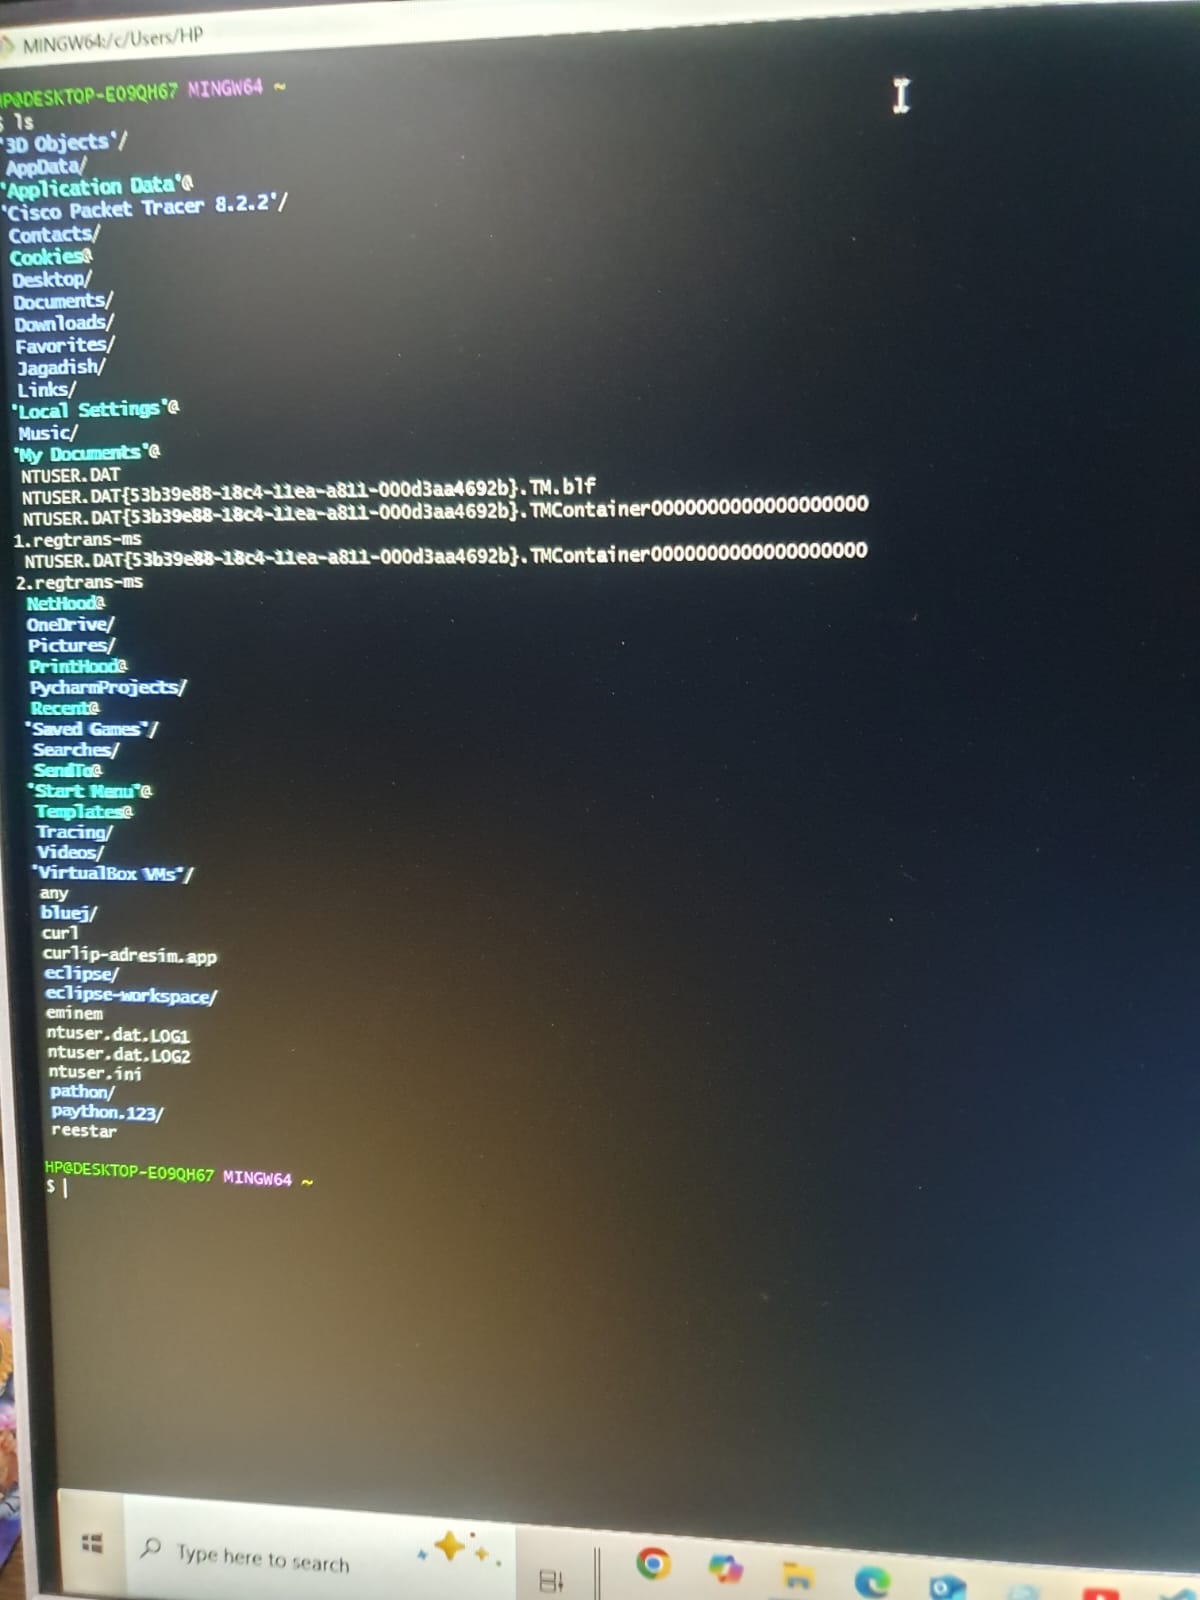 MINGW64:/c/Users/HP
HP@DESKTOP-E09QH67 MINGW64 ~
$ ls
'3D Objects'/
AppData/
'Application Data'@
'Cisco Packet Tracer 8.2.2'/
Contacts/
Cookies@
Desktop/
Documents/
Downloads/
Favorites/
Jagadish/
Links/
'Local Settings'@
Music/
'My Documents'@
NTUSER.DAT
NTUSER.DAT{53b39e88-18c4-11ea-a811-000d3aa4692b}.TM.blf
NTUSER.DAT{53b39e88-18c4-11ea-a811-000d3aa4692b}.TMContainer0000000000000000000
1.regtrans-ms
NTUSER.DAT{53b39e88-18c4-11ea-a811-000d3aa4692b}.TMContainer0000000000000000000
2.regtrans-ms
NetHood@
OneDrive/
Pictures/
PrintHood@
PycharmProjects/
Recent@
'Saved Games'/
Searches/
SendTo@
'Start Menu'@
Templates@
Tracing/
Videos/
'VirtualBox VMs'/
any
bluej/
curl
curlip-adresim.app
eclipse/
eclipse-workspace/
eminem
ntuser.dat.LOG1
ntuser.dat.LOG2
ntuser.ini
pathon/
paython.123/
reestar
HP@DESKTOP-E09QH67 MINGW64 ~
$
Type here to search